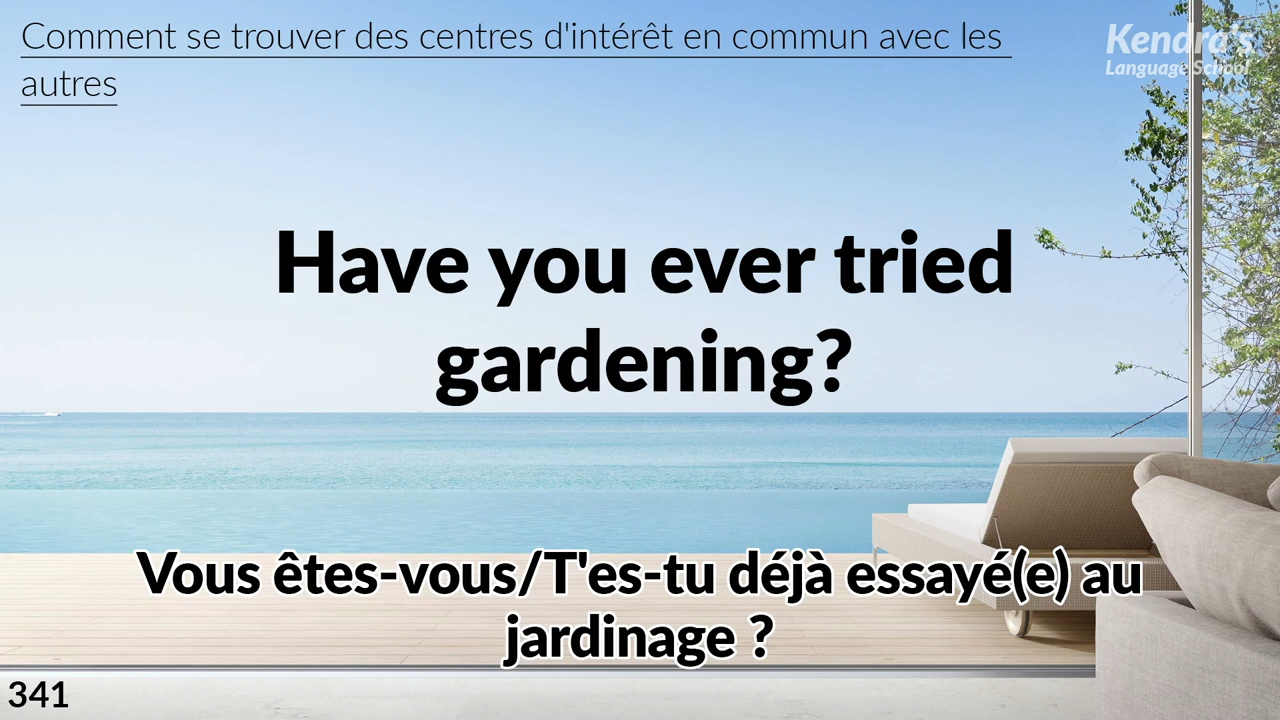 Comment se trouver des centres d'intérêt en commun avec les
autres
Kendra's
Language School
Have you ever tried
gardening?
Vous êtes-vous/T'es-tu déjà essayé(e) au
jardinage ?
341